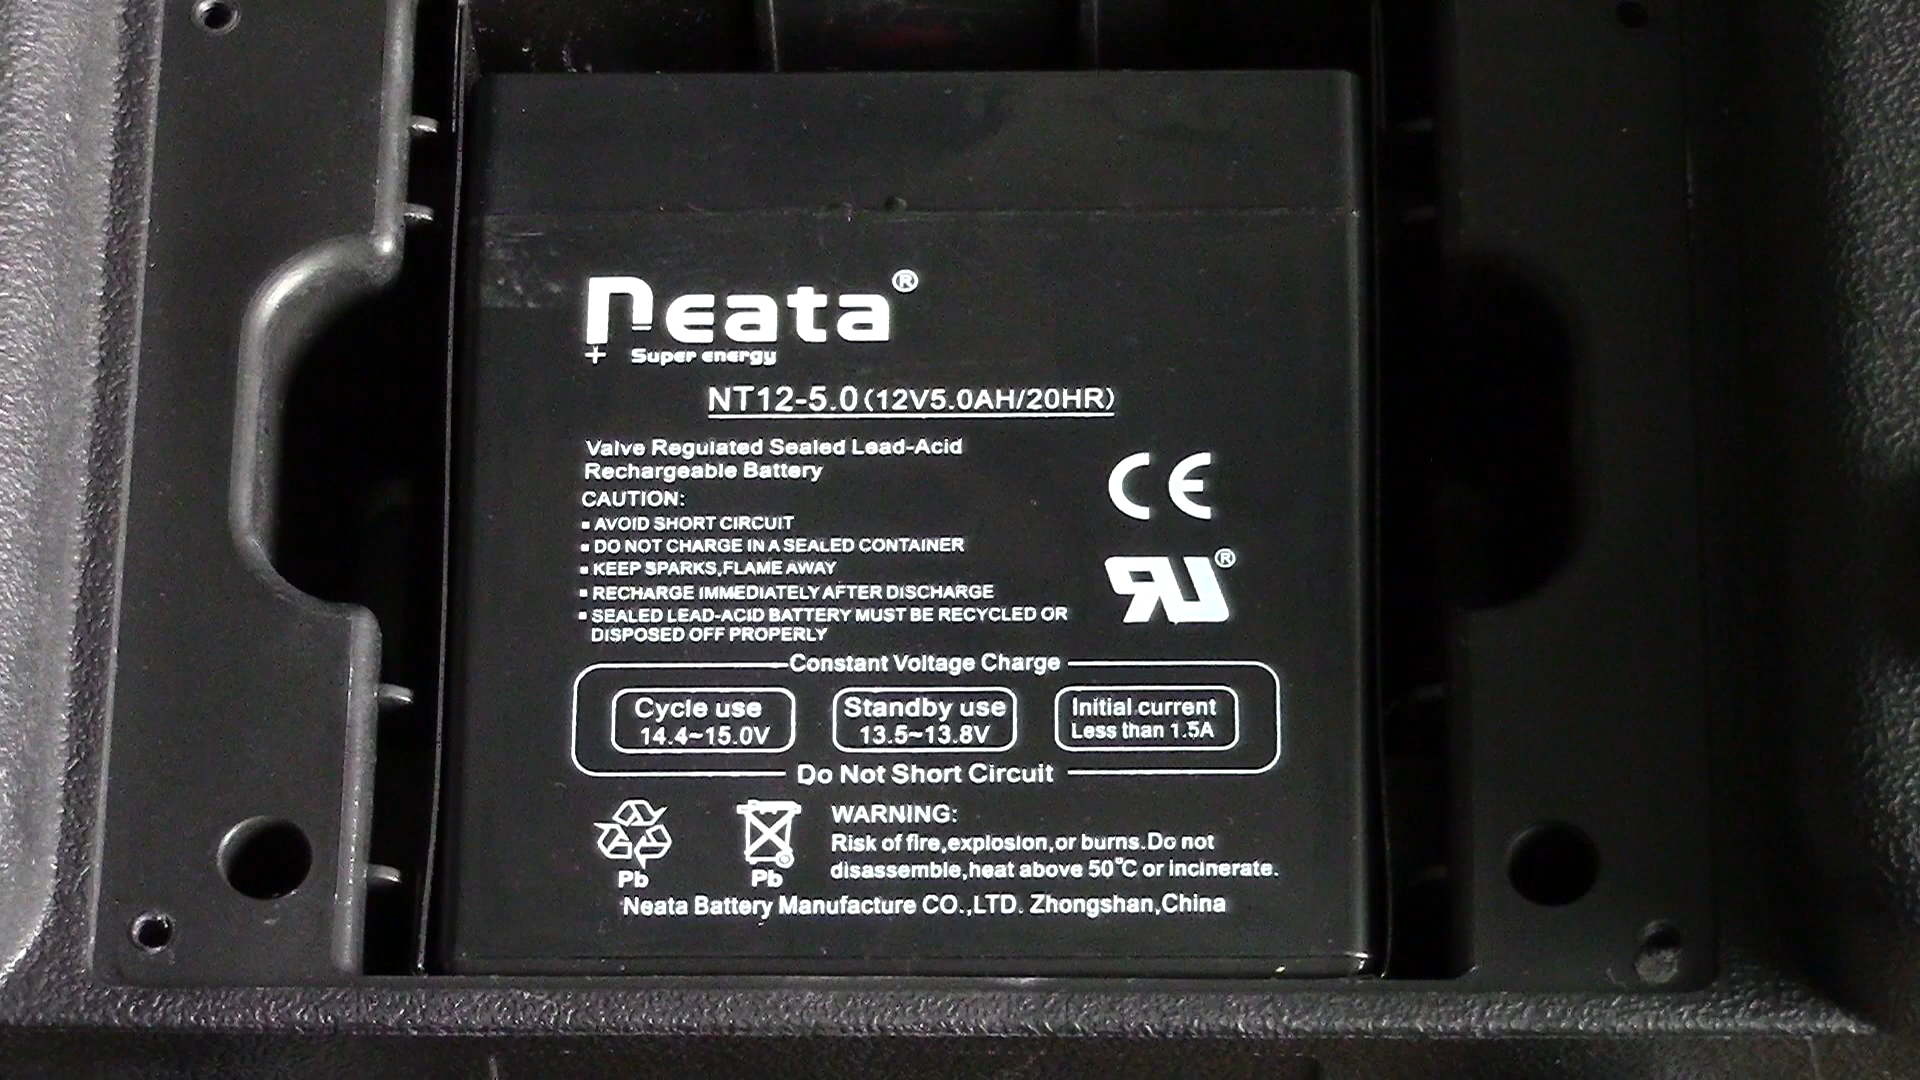 neata®
+ - Super energy
NT12-5.0(12V5.0AH/20HR)
Valve Regulated Sealed Lead-Acid
Rechargeable Battery
CAUTION:
▪ AVOID SHORT CIRCUIT
▪ DO NOT CHARGE IN A SEALED CONTAINER
▪ KEEP SPARKS,FLAME AWAY
▪ RECHARGE IMMEDIATELY AFTER DISCHARGE
▪ SEALED LEAD-ACID BATTERY MUST BE RECYCLED OR
DISPOSED OFF PROPERLY
CE
RU®
Constant Voltage Charge
Cycle use
14.4~15.0V
Standby use
13.5~13.8V
Initial current
Less than 1.5A
Do Not Short Circuit
Pb
Pb
WARNING:
Risk of fire,explosion,or burns.Do not
disassemble,heat above 50°C or incinerate.
Neata Battery Manufacture CO.,LTD. Zhongshan,China